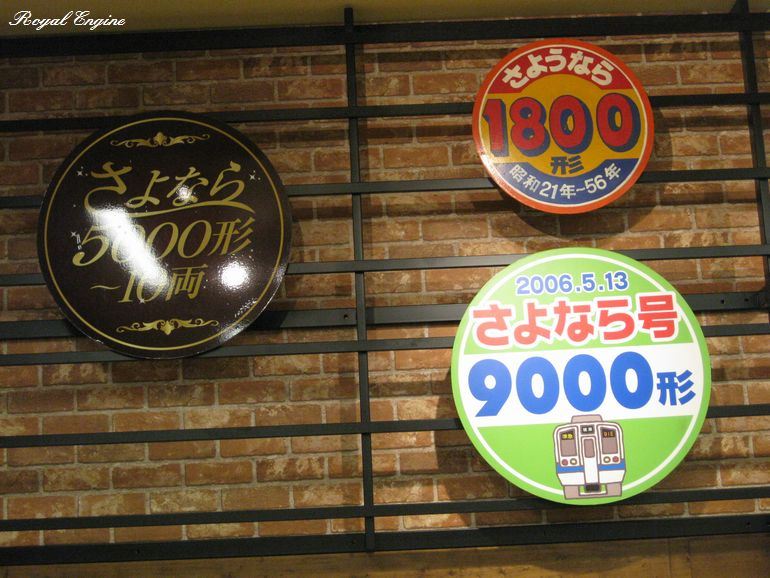 Royal Engine
さよなら
5000形
～10両
さようなら
1800
形
昭和21年～56年
2006.5.13
さよなら号
9000形
準急